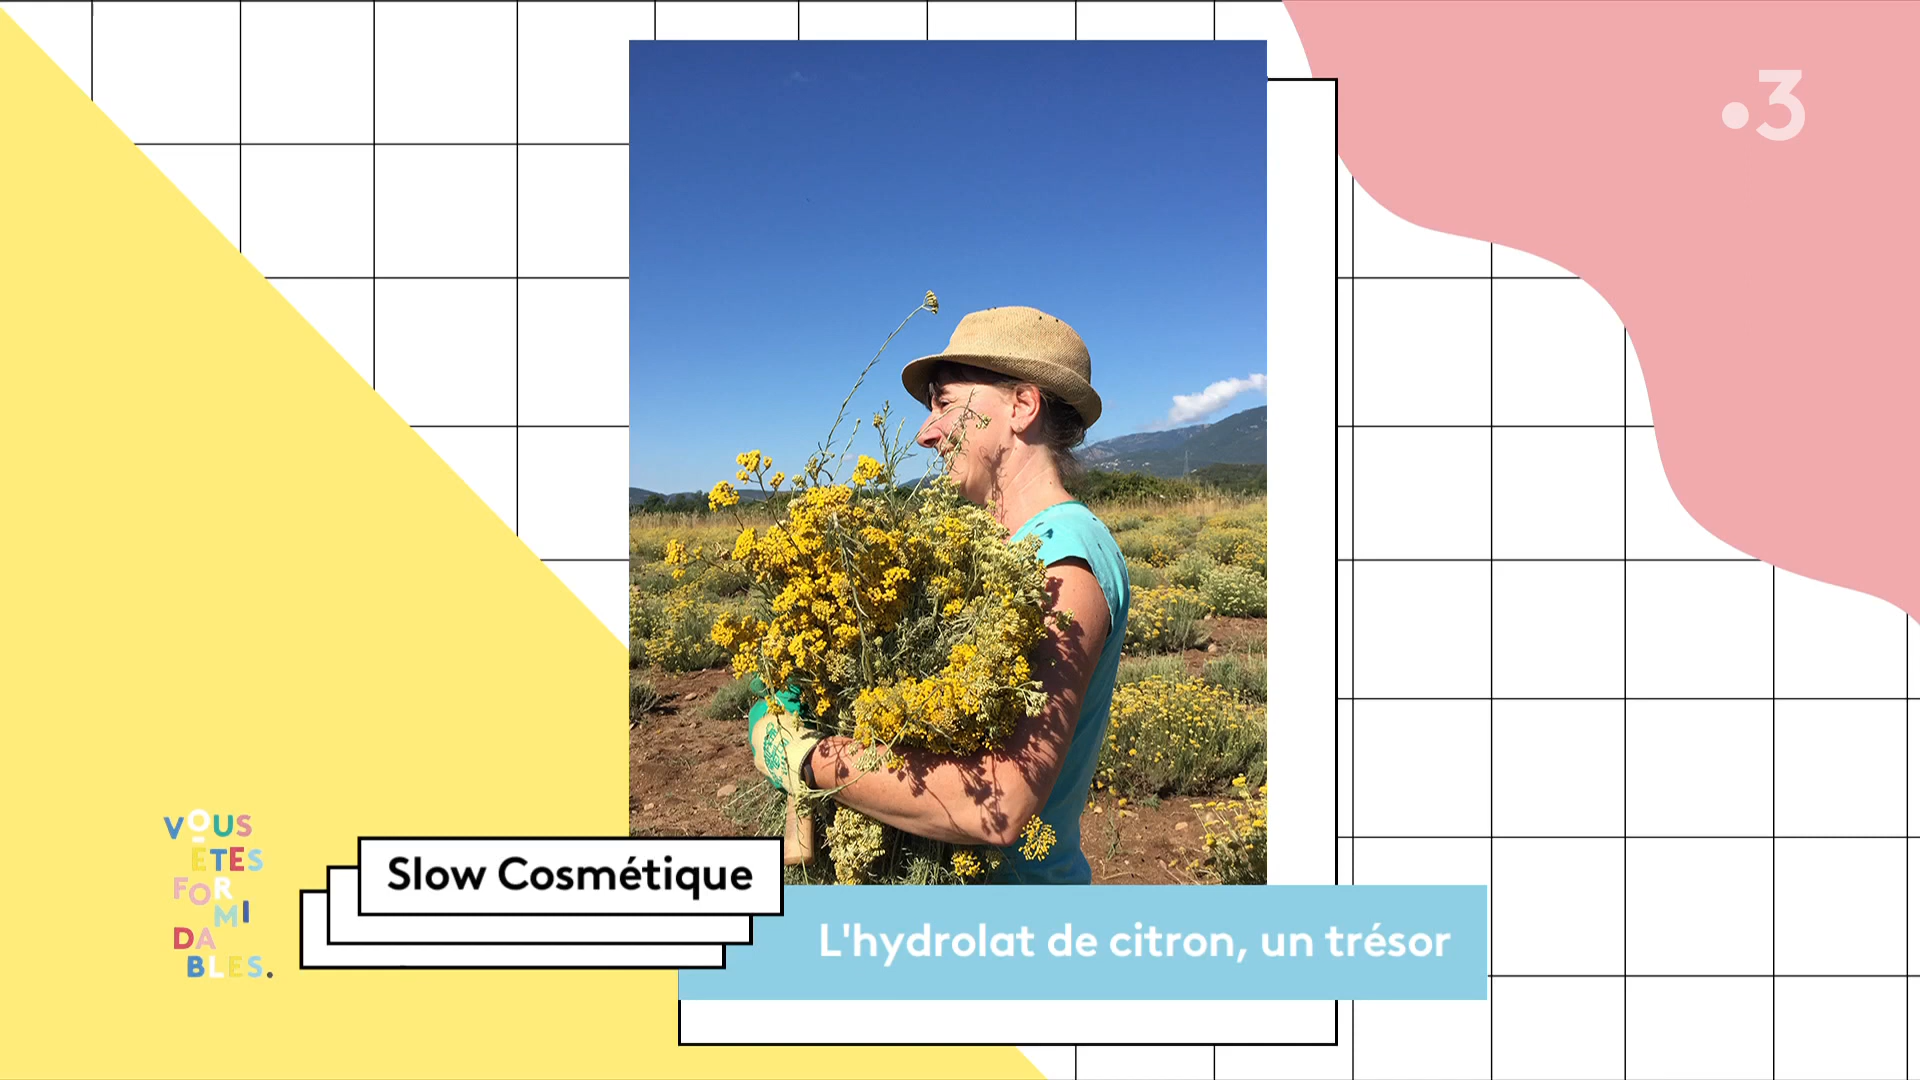 3
VOUS
ÊTES
FOR
MI
DA
BLES.
Slow Cosmétique
L'hydrolat de citron, un trésor